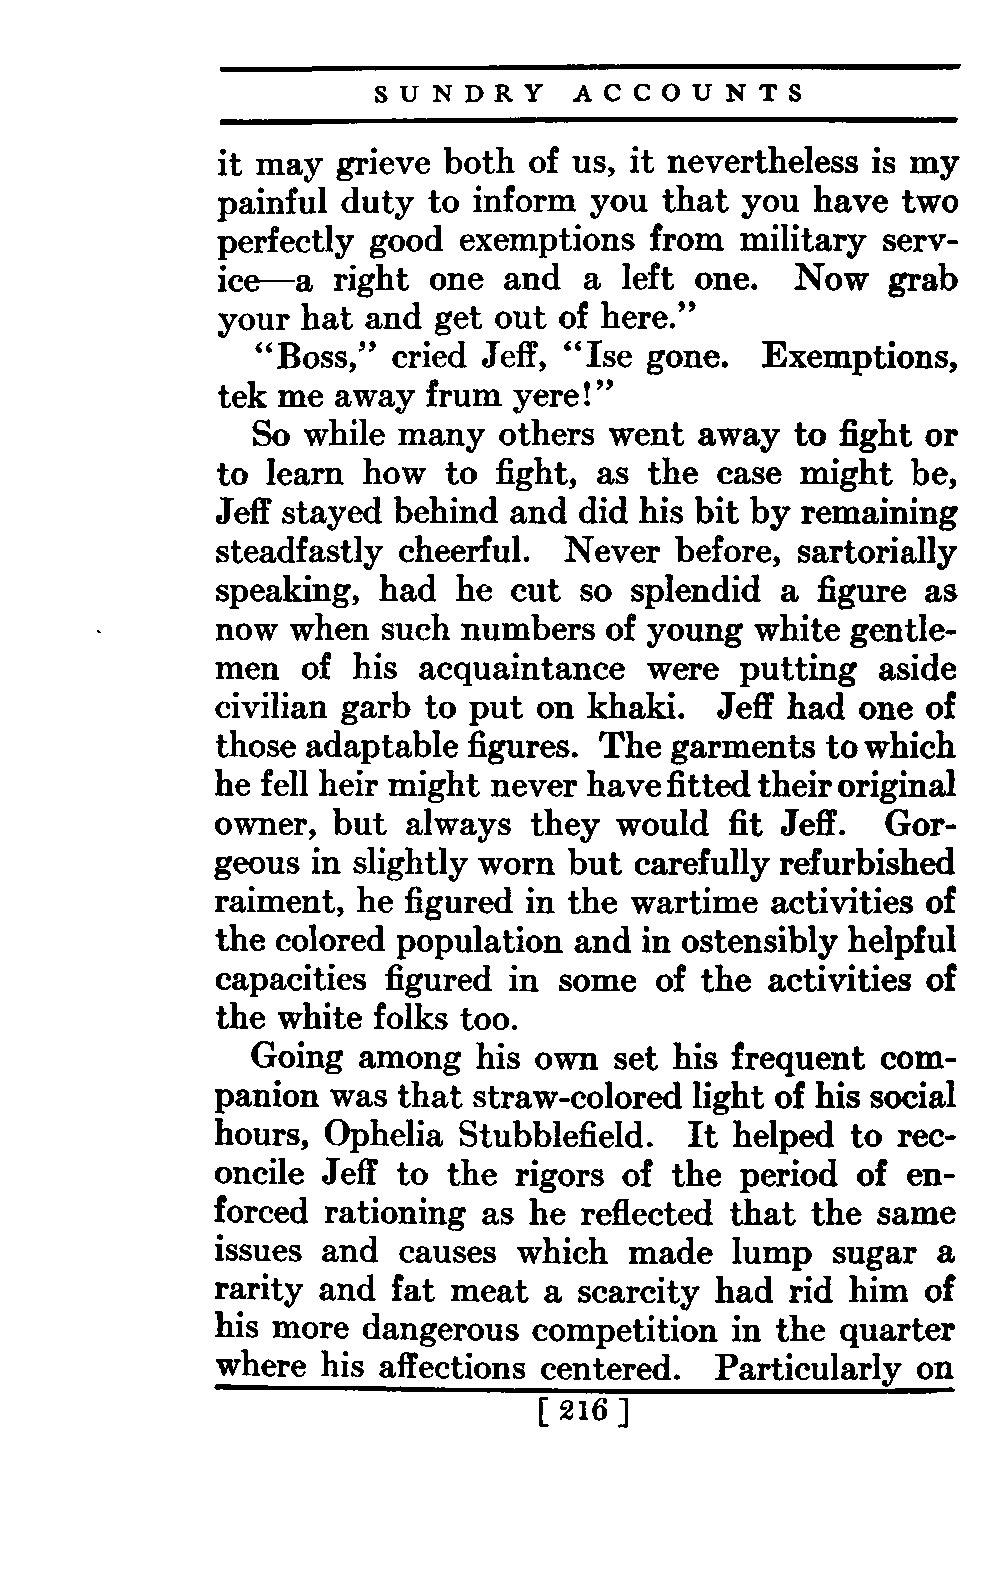 SUNDRY ACCOUNTS
it may grieve both of us, it nevertheless is my
painful duty to inform you that you have two
perfectly good exemptions from military serv-
ice—a right one and a left one. Now grab
your hat and get out of here.”
“Boss,” cried Jeff, “Ise gone. Exemptions,
tek me away frum yere!”
So while many others went away to fight or
to learn how to fight, as the case might be,
Jeff stayed behind and did his bit by remaining
steadfastly cheerful. Never before, sartorially
speaking, had he cut so splendid a figure as
now when such numbers of young white gentle-
men of his acquaintance were putting aside
civilian garb to put on khaki. Jeff had one of
those adaptable figures. The garments to which
he fell heir might never have fitted their original
owner, but always they would fit Jeff. Gor-
geous in slightly worn but carefully refurbished
raiment, he figured in the wartime activities of
the colored population and in ostensibly helpful
capacities figured in some of the activities of
the white folks too.
Going among his own set his frequent com-
panion was that straw-colored light of his social
hours, Ophelia Stubblefield. It helped to rec-
oncile Jeff to the rigors of the period of en-
forced rationing as he reflected that the same
issues and causes which made lump sugar a
rarity and fat meat a scarcity had rid him of
his more dangerous competition in the quarter
where his affections centered. Particularly on
[ 216 ]